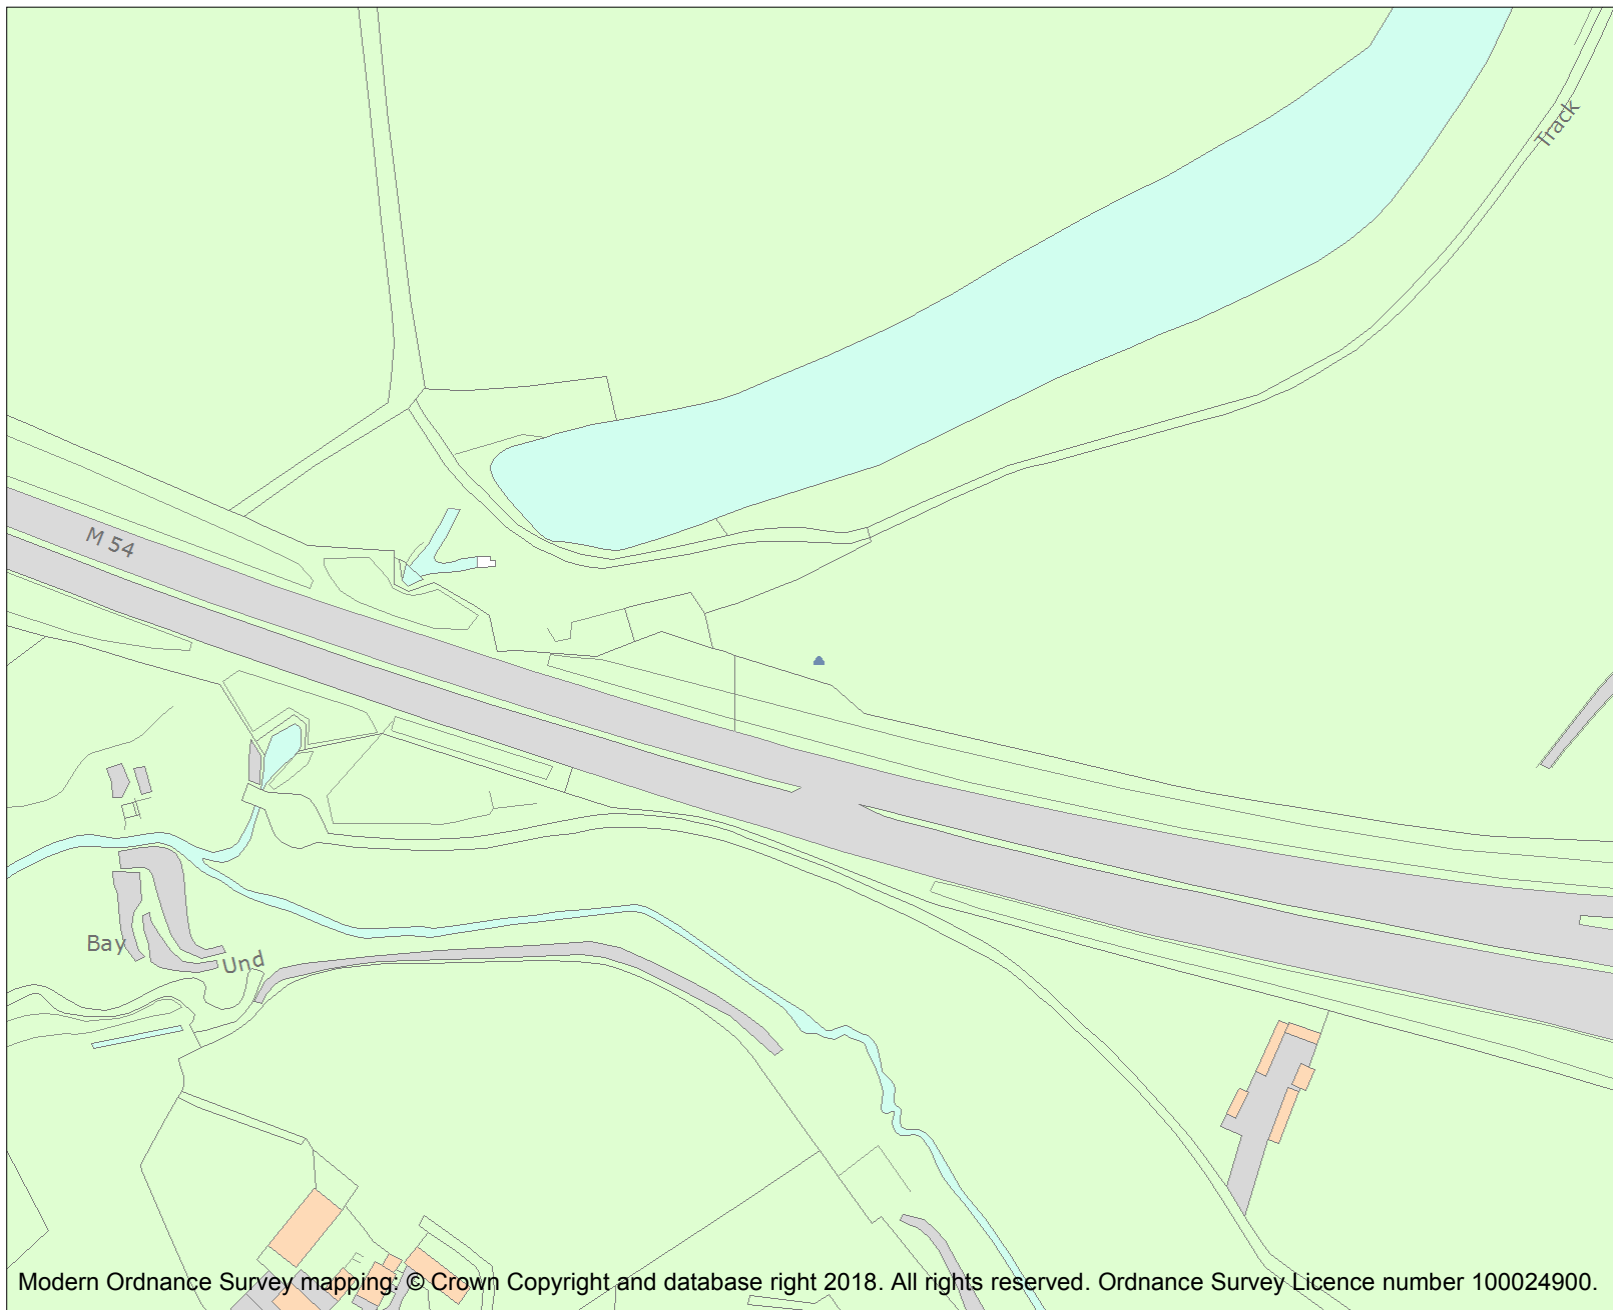 Track
M 54
Bay
Und
Modern Ordnance Survey mapping: © Crown Copyright and database right 2018. All rights reserved. Ordnance Survey Licence number 100024900.